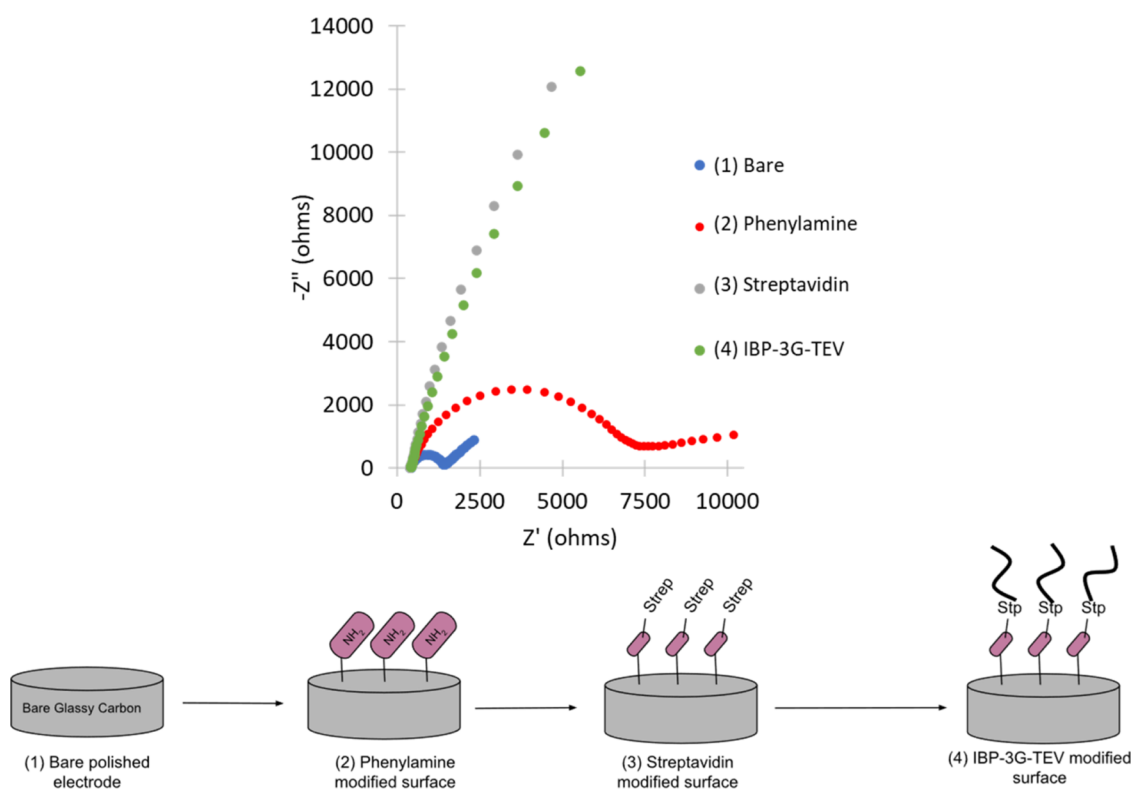 14000
12000
10000
8000
6000
4000
2000
0
-Z" (ohms)
0 2500 5000 7500 10000
Z' (ohms)
(1) Bare
(2) Phenylamine
(3) Streptavidin
(4) IBP-3G-TEV
Bare Glassy Carbon
(1) Bare polished
electrode
NH2 NH2 NH2
(2) Phenylamine
modified surface
Strep Strep Strep
(3) Streptavidin
modified surface
Stp Stp Stp
(4) IBP-3G-TEV modified
surface